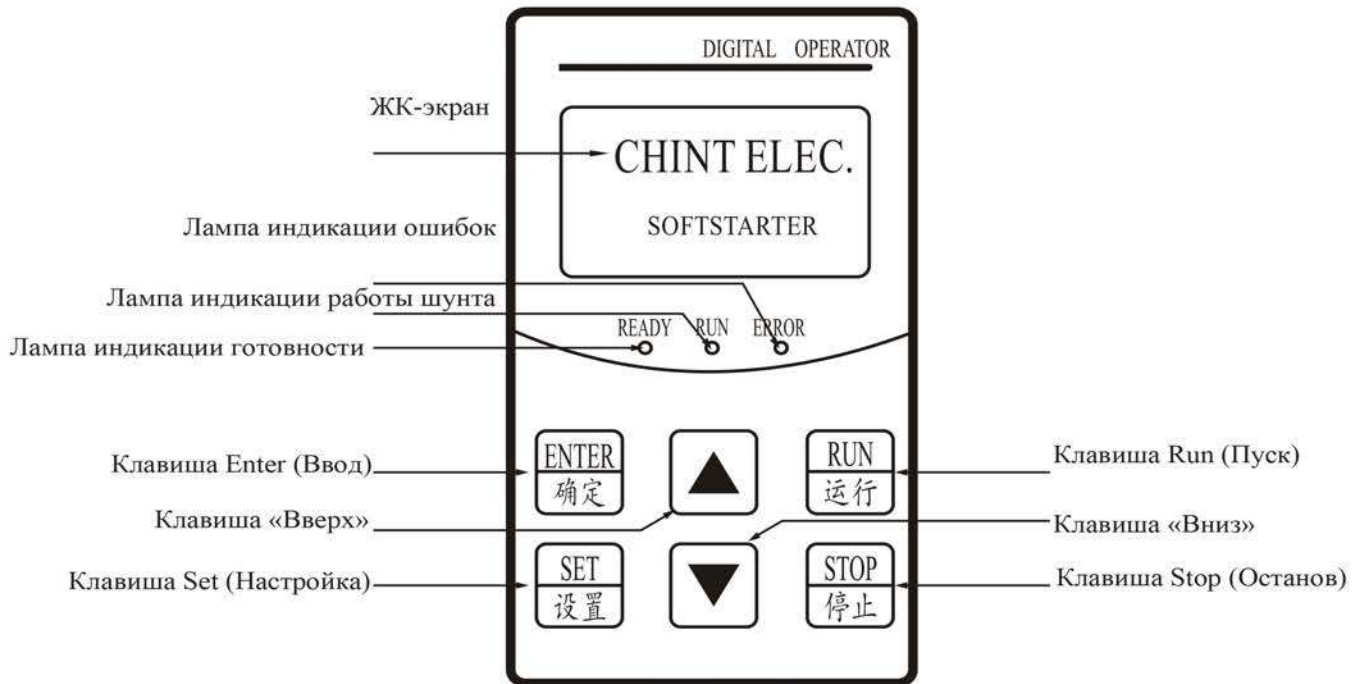 DIGITAL OPERATOR
ЖК-экран
CHINT ELEC.
Лампа индикации ошибок
SOFTSTARTER
Лампа индикации работы шунта
READY RUN ERROR
Лампа индикации готовности
ENTER
确定
RUN
运行
Клавиша Enter (Ввод)
Клавиша Run (Пуск)
Клавиша «Вверх»
Клавиша «Вниз»
SET
设置
STOP
停止
Клавиша Set (Настройка)
Клавиша Stop (Останов)